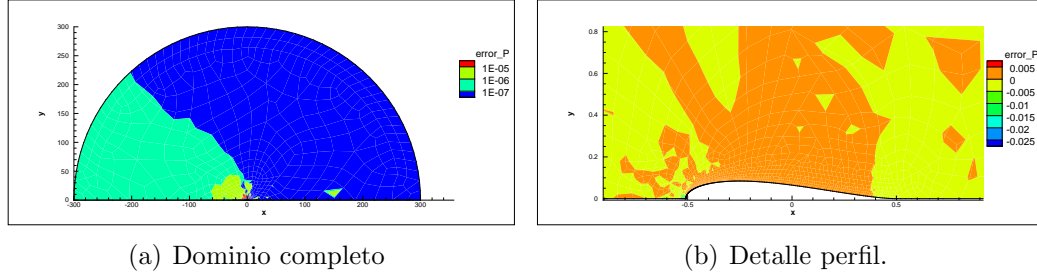 300
250
200
150
100
50
0
y
-300
-200
-100
0
100
200
300
x
error_P
1E-05
1E-06
1E-07
0.8
0.6
0.4
0.2
0
y
-0.5
0
0.5
x
error_P
0.005
0
-0.005
-0.01
-0.015
-0.02
-0.025
(a) Dominio completo
(b) Detalle perfil.